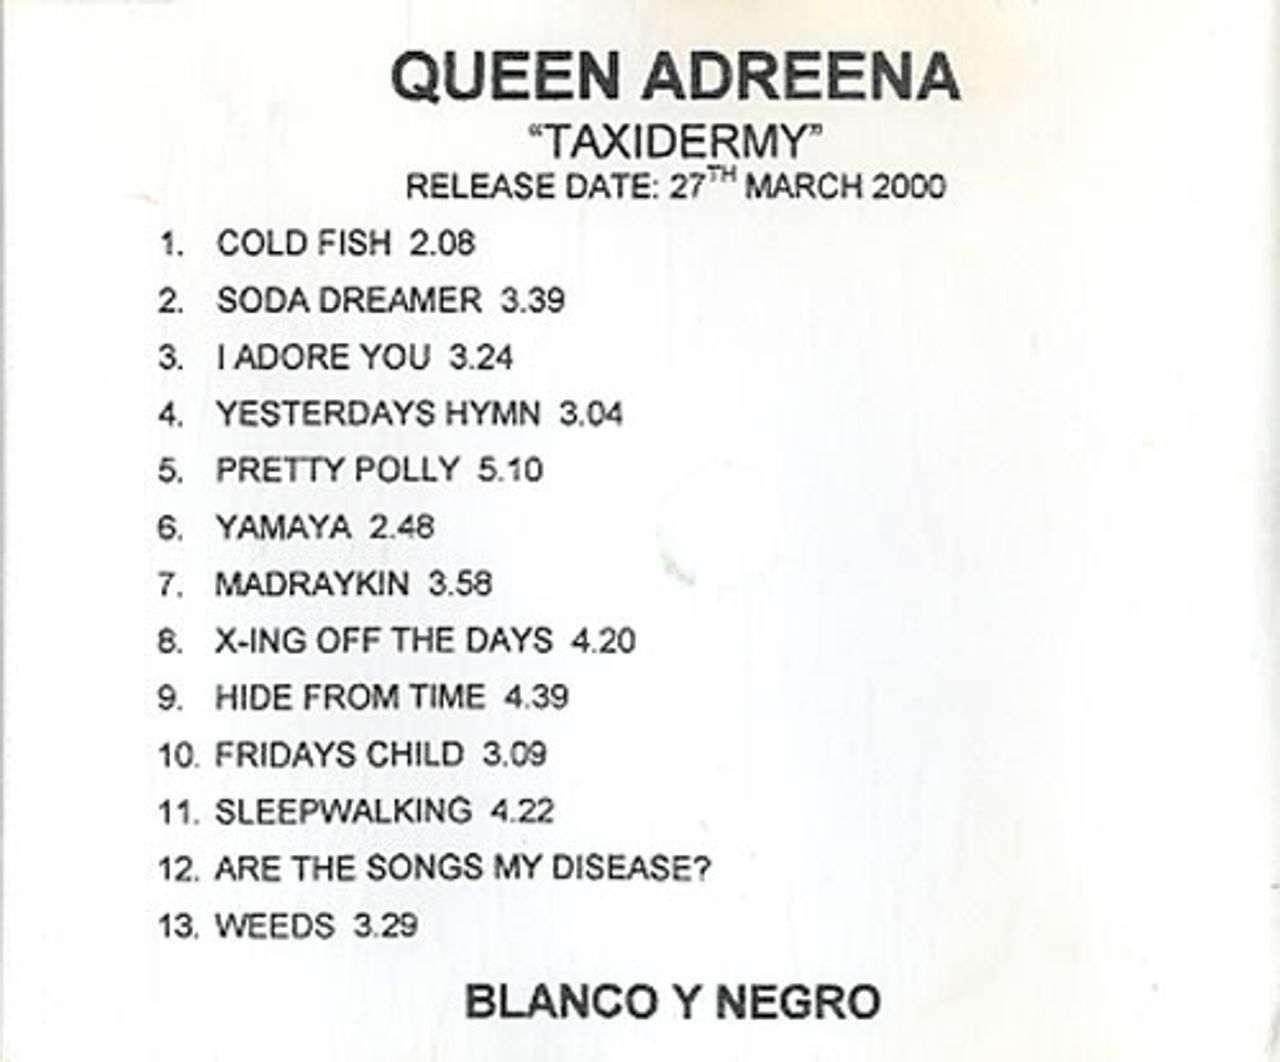 QUEEN ADREENA
“TAXIDERMY”
RELEASE DATE: 27TH MARCH 2000
1. COLD FISH 2.08
2. SODA DREAMER 3.39
3. I ADORE YOU 3.24
4. YESTERDAYS HYMN 3.04
5. PRETTY POLLY 5.10
6. YAMAYA 2.48
7. MADRAYKIN 3.58
8. X-ING OFF THE DAYS 4.20
9. HIDE FROM TIME 4.39
10. FRIDAYS CHILD 3.09
11. SLEEPWALKING 4.22
12. ARE THE SONGS MY DISEASE?
13. WEEDS 3.29
BLANCO Y NEGRO